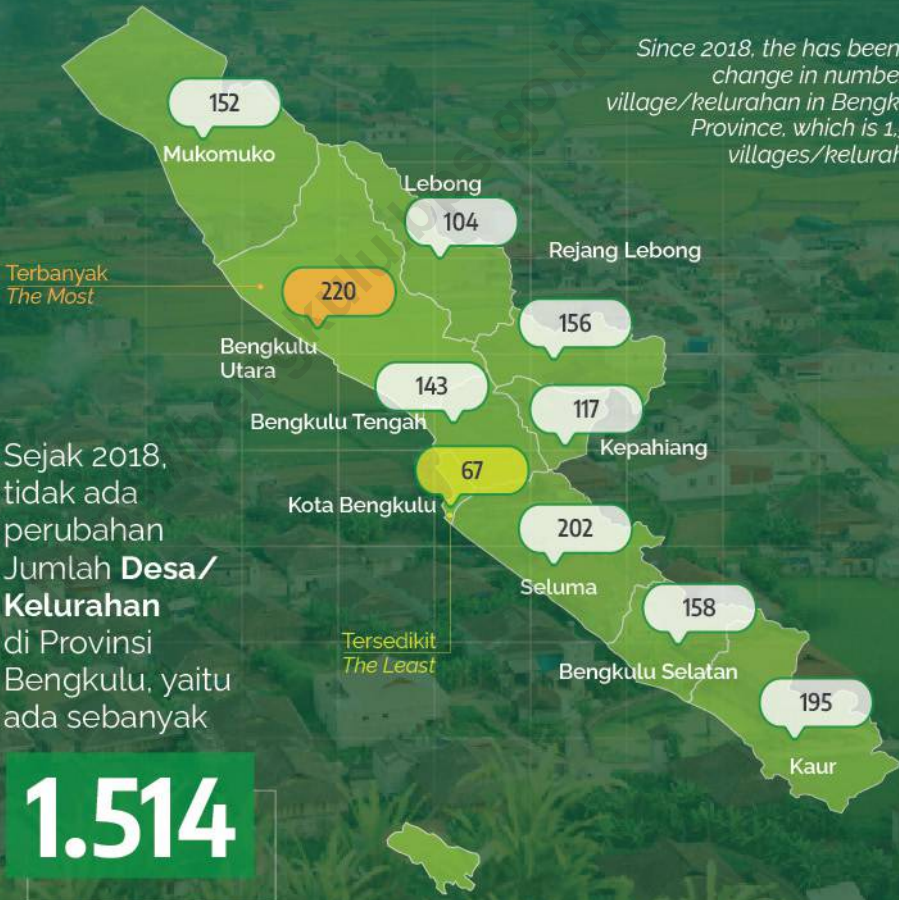 Since 2018, the has been
change in numbe
village/kelurahan in Bengk
Province, which is 1.
villages/kelurah
152
Mukomuko
Lebong
104
Rejang Lebong
Terbanyak
The Most
220
156
Bengkulu
Utara
143
117
Bengkulu Tengah
Kepahiang
67
Kota Bengkulu
202
Seluma
158
Tersedikit
The Least
Bengkulu Selatan
195
Kaur
Sejak 2018,
tidak ada
perubahan
Jumlah Desa/
Kelurahan
di Provinsi
Bengkulu, yaitu
ada sebanyak
1.514